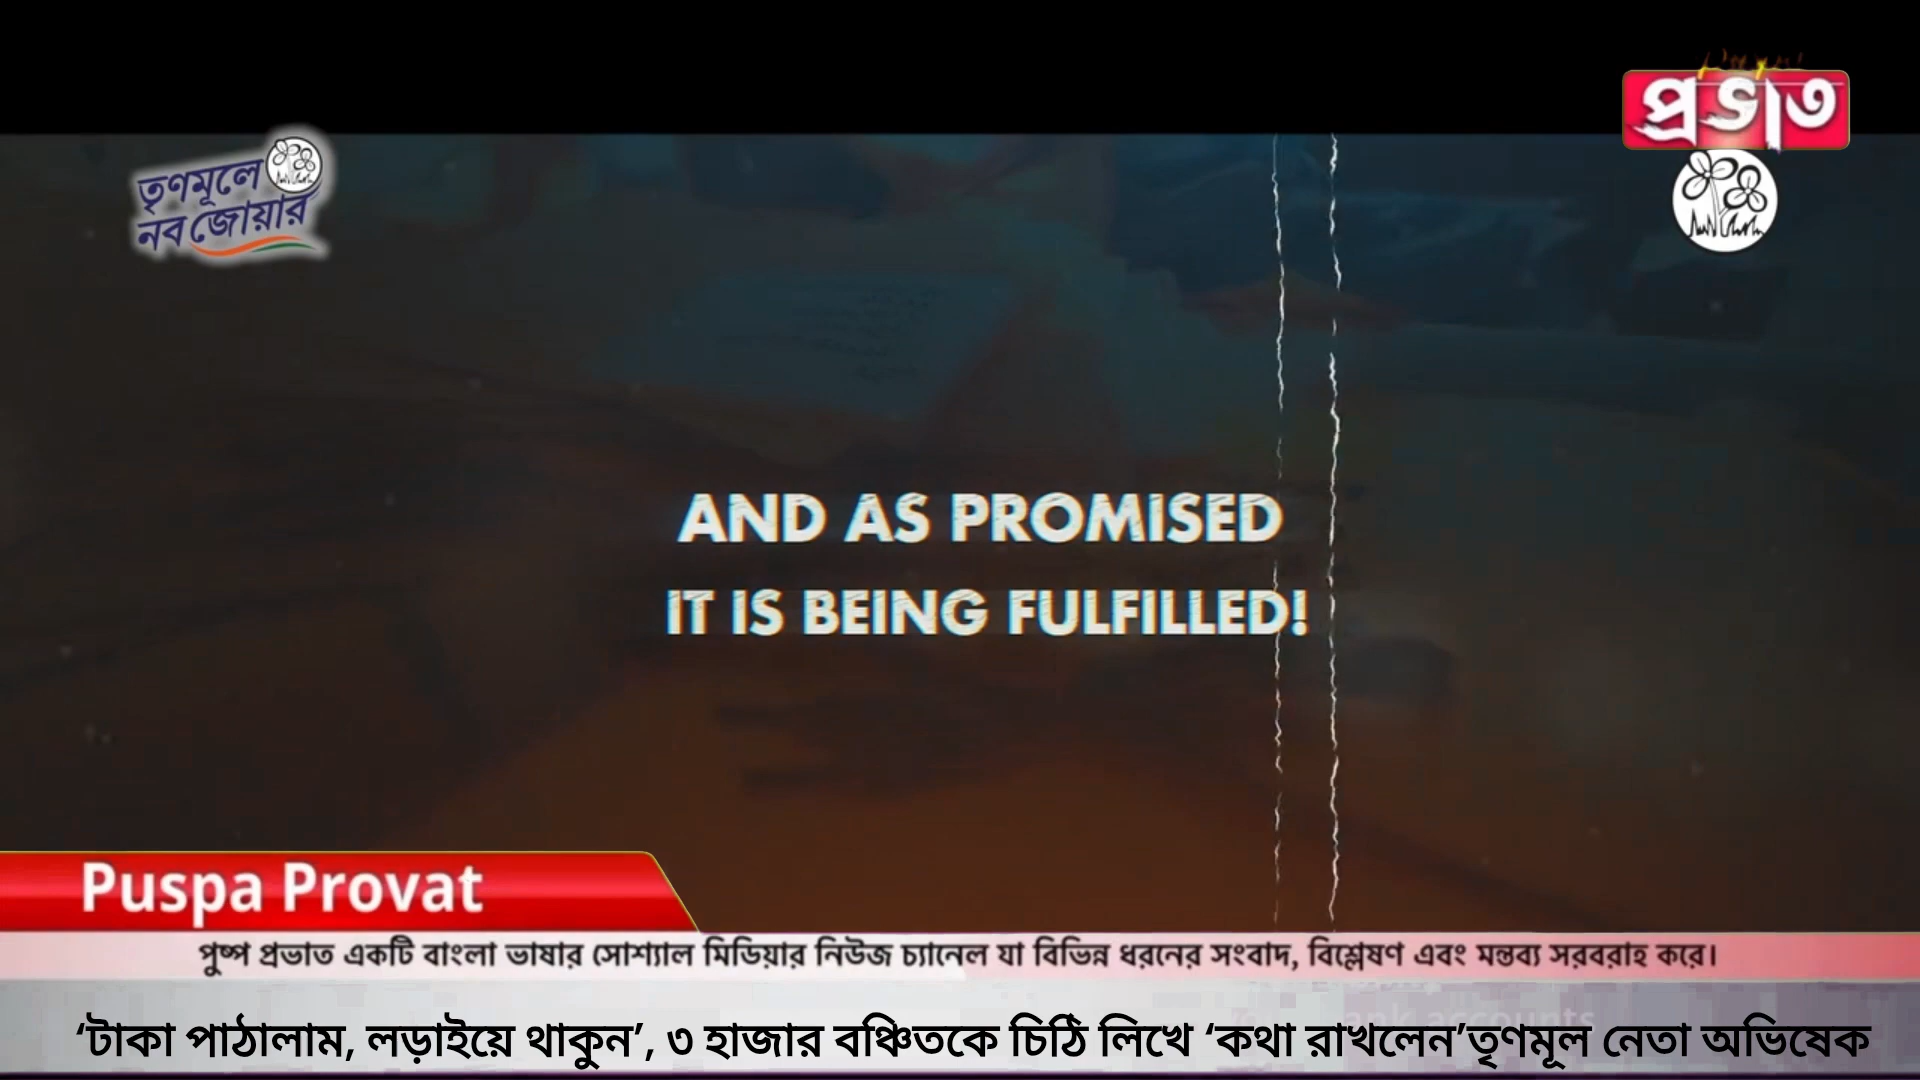 প্রভাত
তৃণমূলে
নব জোয়ার
AND AS PROMISED
IT IS BEING FULFILLED!
Puspa Provat
পুষ্প প্রভাত একটি বাংলা ভাষার সোশ্যাল মিডিয়ার নিউজ চ্যানেল যা বিভিন্ন ধরনের সংবাদ, বিশ্লেষণ এবং মন্তব্য সরবরাহ করে।
‘টাকা পাঠালাম, লড়াইয়ে থাকুন’, ৩ হাজার বঞ্চিতকে চিঠি লিখে ‘কথা রাখলেন’তৃণমূল নেতা অভিষেক